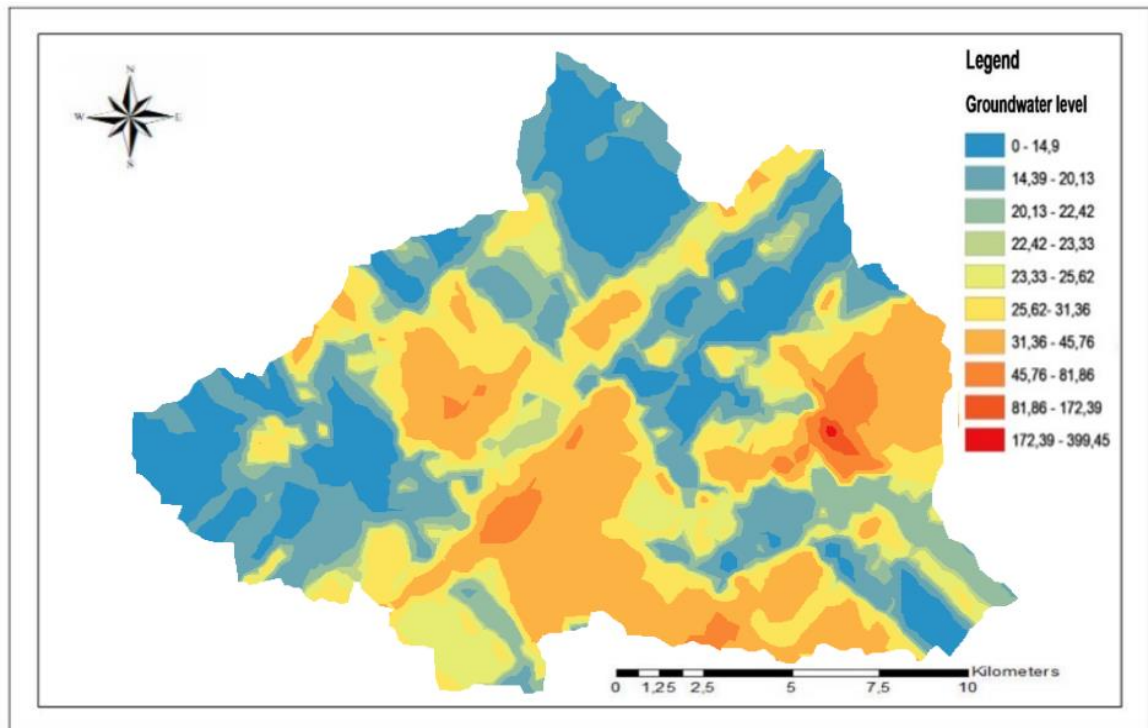 N
W E
S
Legend
Groundwater level
0 - 14,9
14,39 - 20,13
20,13 - 22,42
22,42 - 23,33
23,33 - 25,62
25,62- 31,36
31,36 - 45,76
45,76 - 81,86
81,86 - 172,39
172,39 - 399,45
Kilometers
0 1,25 2,5 5 7,5 10